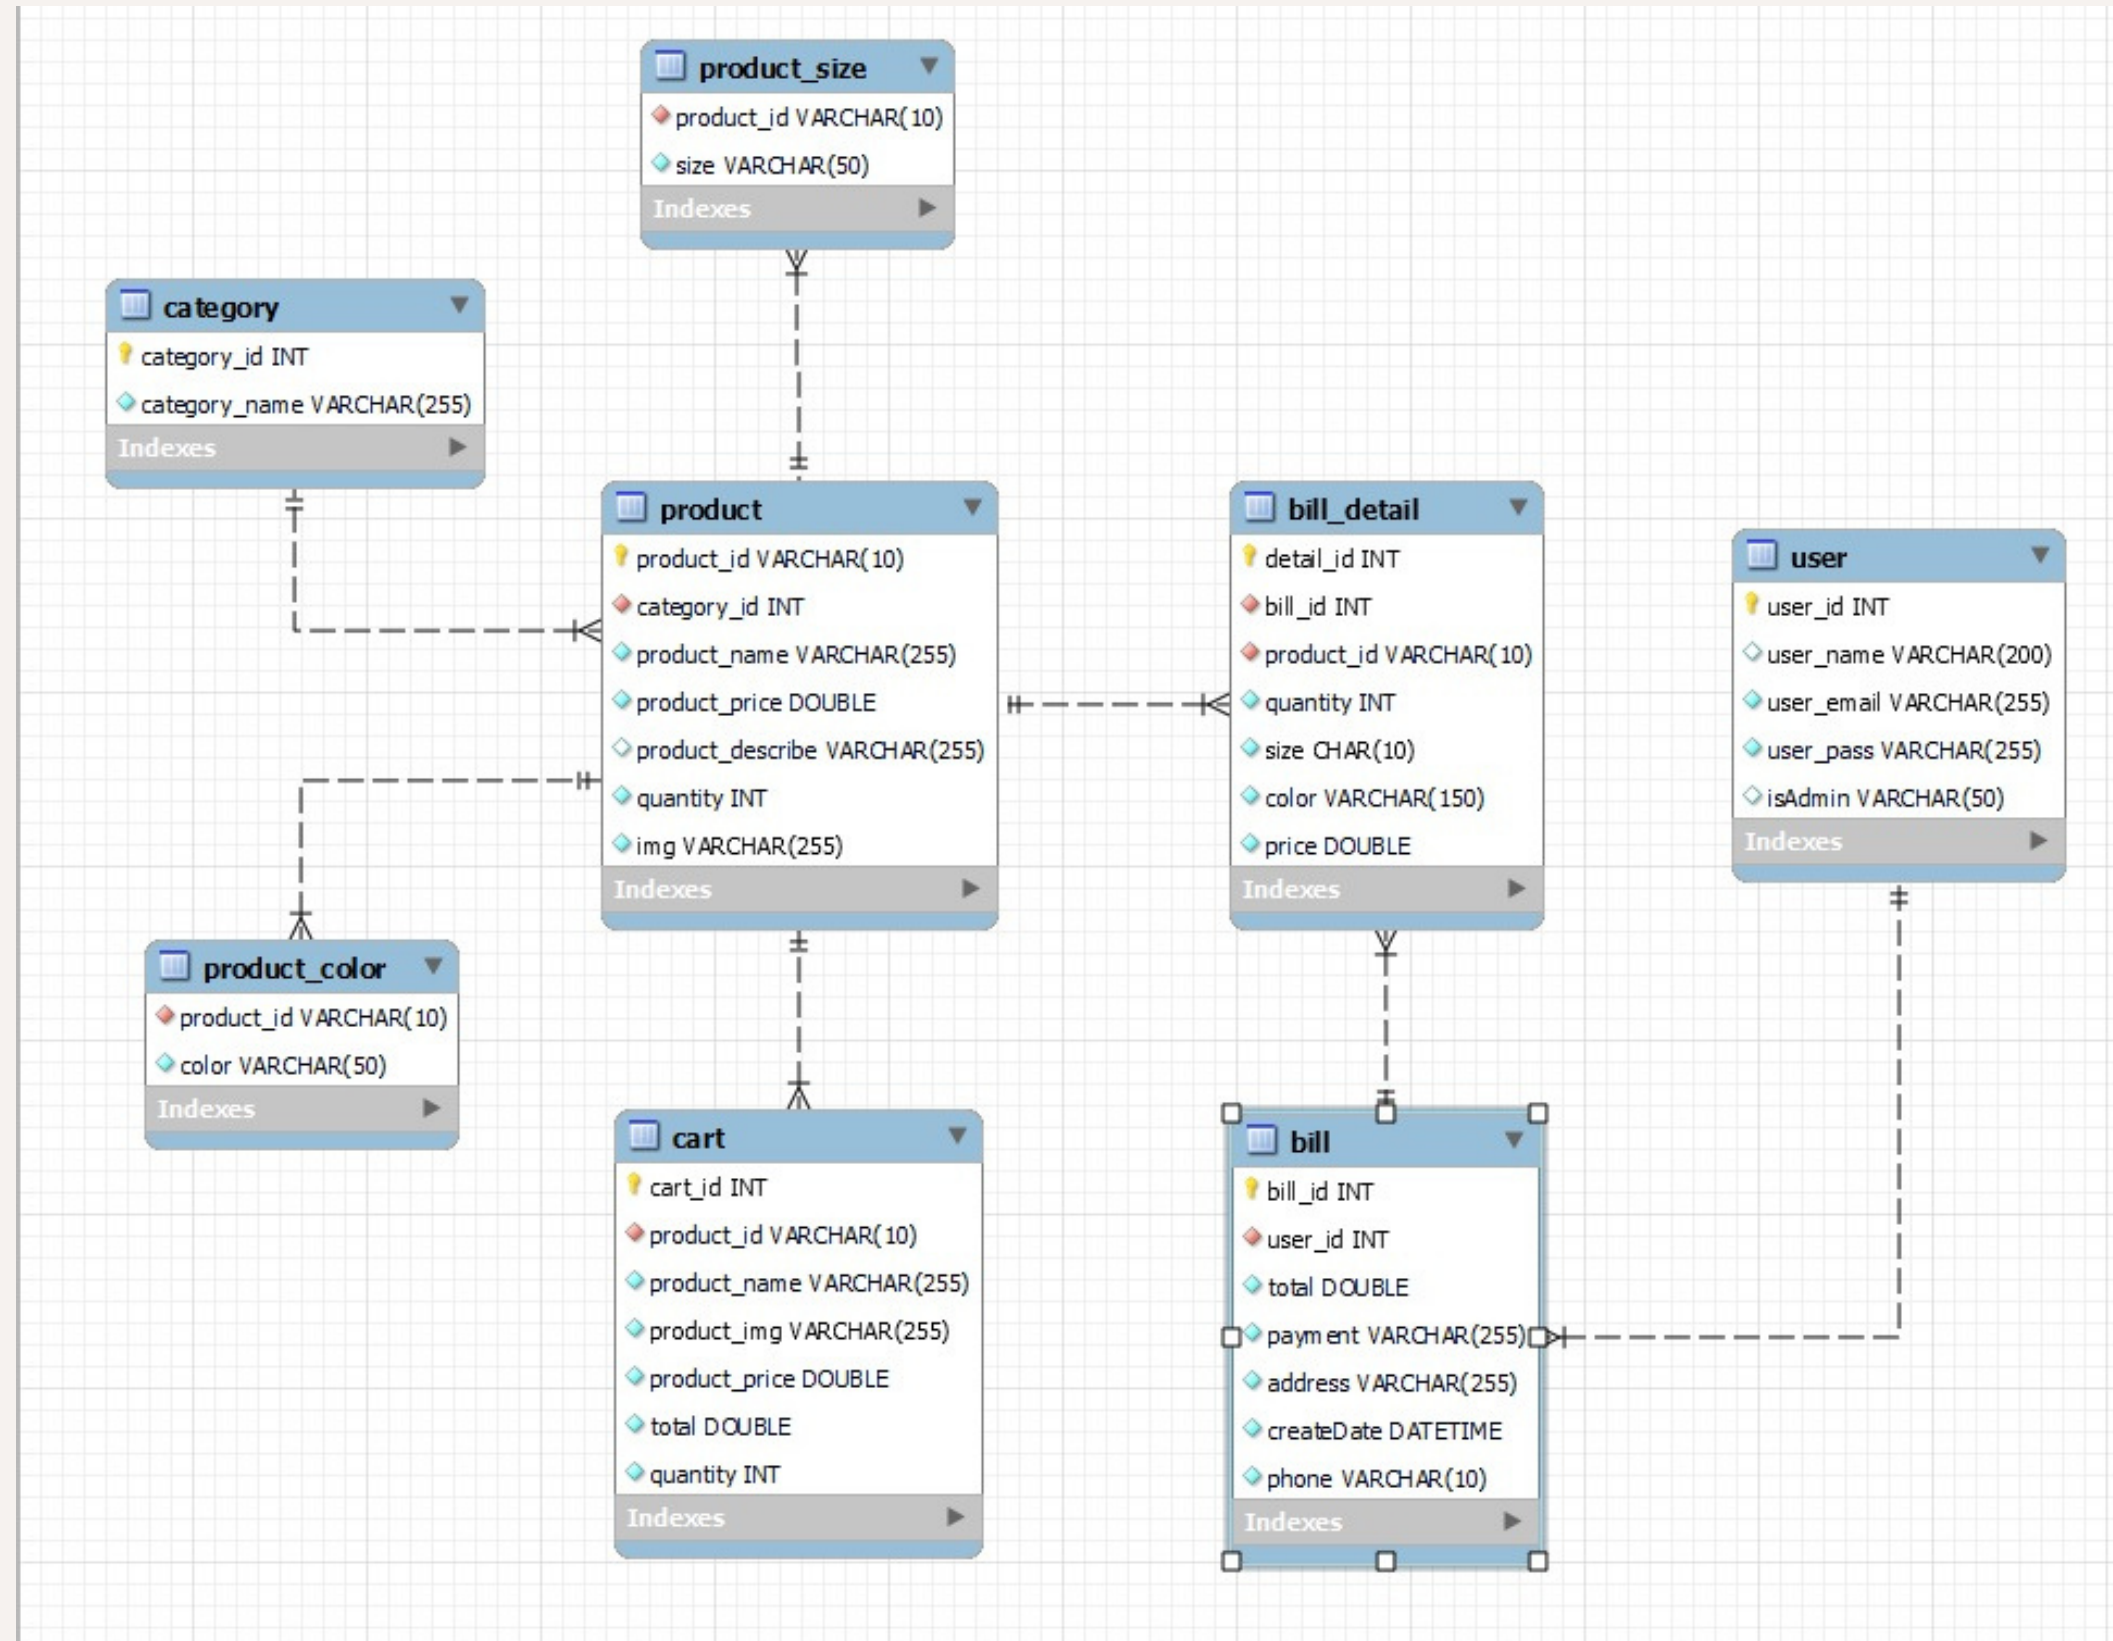 product_size
product_id VARCHAR(10)
size VARCHAR(50)
Indexes
category
category_id INT
category_name VARCHAR(255)
Indexes
product
product_id VARCHAR(10)
category_id INT
product_name VARCHAR(255)
product_price DOUBLE
product_describe VARCHAR(255)
quantity INT
img VARCHAR(255)
Indexes
bill_detail
detail_id INT
bill_id INT
product_id VARCHAR(10)
quantity INT
size CHAR(10)
color VARCHAR(150)
price DOUBLE
Indexes
user
user_id INT
user_name VARCHAR(200)
user_email VARCHAR(255)
user_pass VARCHAR(255)
isAdmin VARCHAR(50)
Indexes
product_color
product_id VARCHAR(10)
color VARCHAR(50)
Indexes
cart
cart_id INT
product_id VARCHAR(10)
product_name VARCHAR(255)
product_img VARCHAR(255)
product_price DOUBLE
total DOUBLE
quantity INT
Indexes
bill
bill_id INT
user_id INT
total DOUBLE
payment VARCHAR(255)
address VARCHAR(255)
createDate DATETIME
phone VARCHAR(10)
Indexes